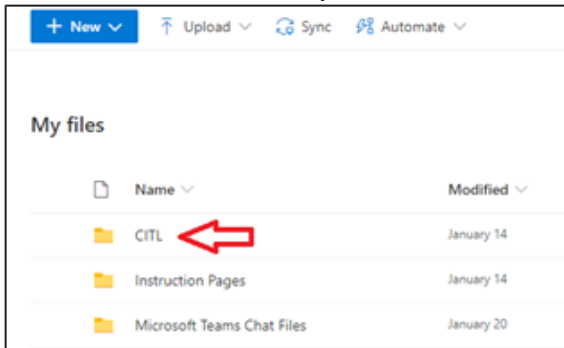 + New Upload Sync Automate
My files
Name Modified
CITL January 14
Instruction Pages January 14
Microsoft Teams Chat Files January 20